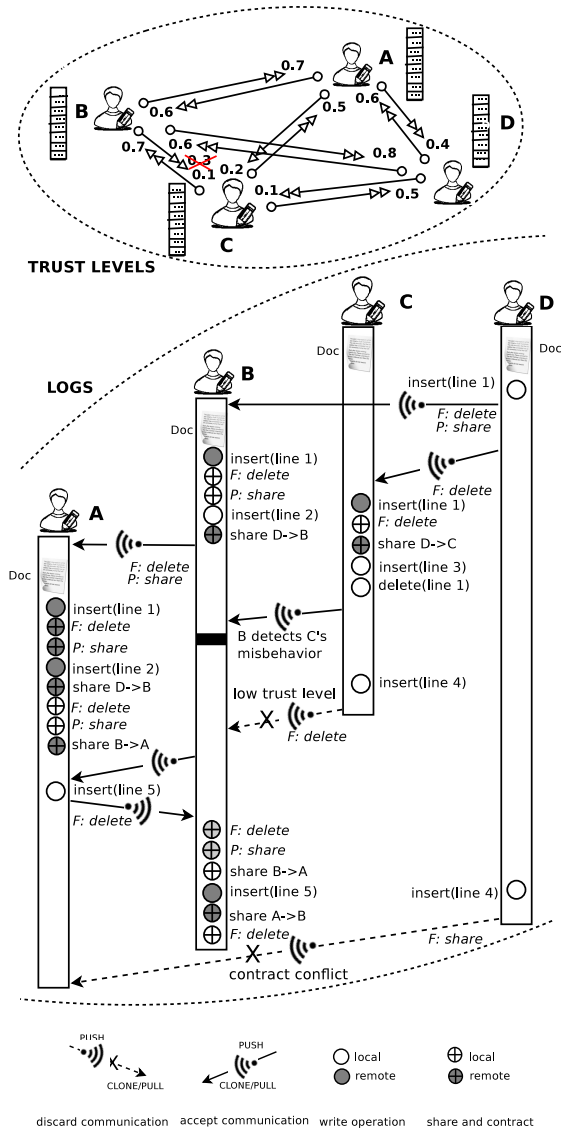 A
0.7
B
0.6
0.5
0.6
D
0.6
0.8
0.4
0.7
0.3
0.2
0.1
0.1
0.5
C
TRUST LEVELS
C
D
Doc
Doc
LOGS
B
insert(line 1)
F: delete
P: share
Doc
insert(line 1)
F: delete
F: delete
P: share
insert(line 1)
A
insert(line 2)
F: delete
share D->B
share D->C
F: delete
insert(line 3)
Doc
P: share
delete(line 1)
insert(line 1)
F: delete
B detects C's
P: share
misbehavior
insert(line 2)
insert(line 4)
share D->B
low trust level
F: delete
P: share
F: delete
share B->A
insert(line 5)
F: delete
F: delete
P: share
share B->A
insert(line 5)
insert(line 4)
share A->B
F: delete
F: share
X
contract conflict
PUSH
PUSH
local
local
CLONE/PULL
CLONE/PULL
remote
remote
discard communication
accept communication
write operation
share and contract